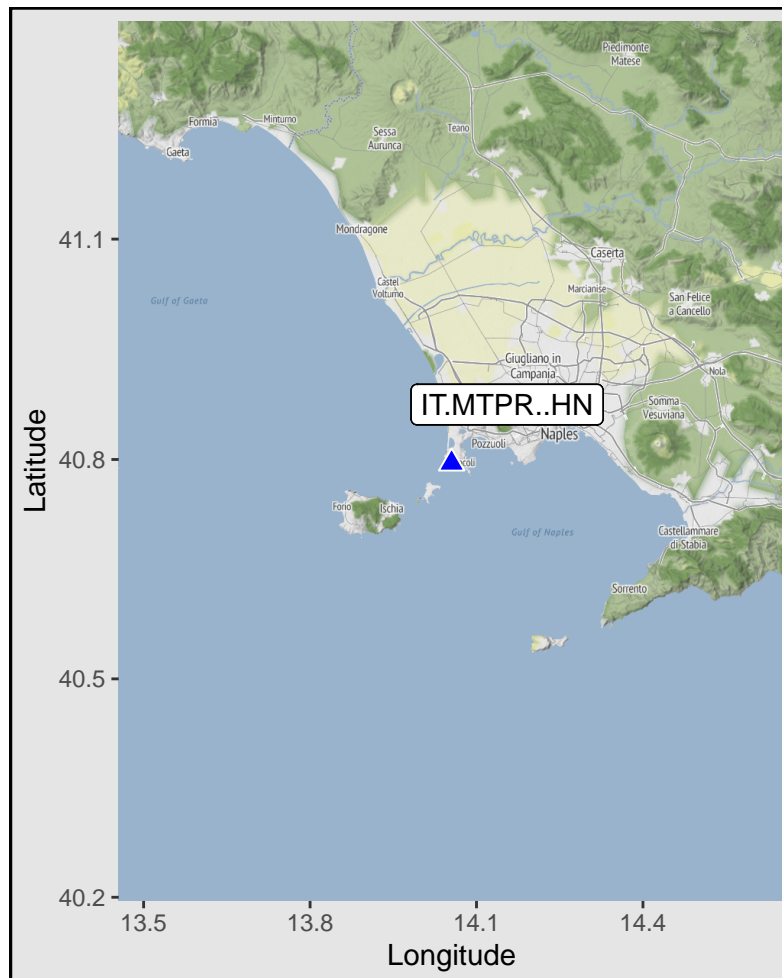 Piedimonte
Matese
Formia
Minturno
Teano
Sessa
Aurunca
Gaeta
Mondragone
41.1
Caserta
Castel
Volturno
Marcianise
Gulf of Gaeta
San Felice
a Cancello
Giugliano in
Campania
Nola
IT.MTPR..HN
Somma
Vesuviana
Naples
Pozzuoli
40.8
Latitude
Forio
Ischia
Gulf of Naples
Castellammare
di Stabia
Sorrento
40.5
40.2
13.5
13.8
14.1
14.4
Longitude